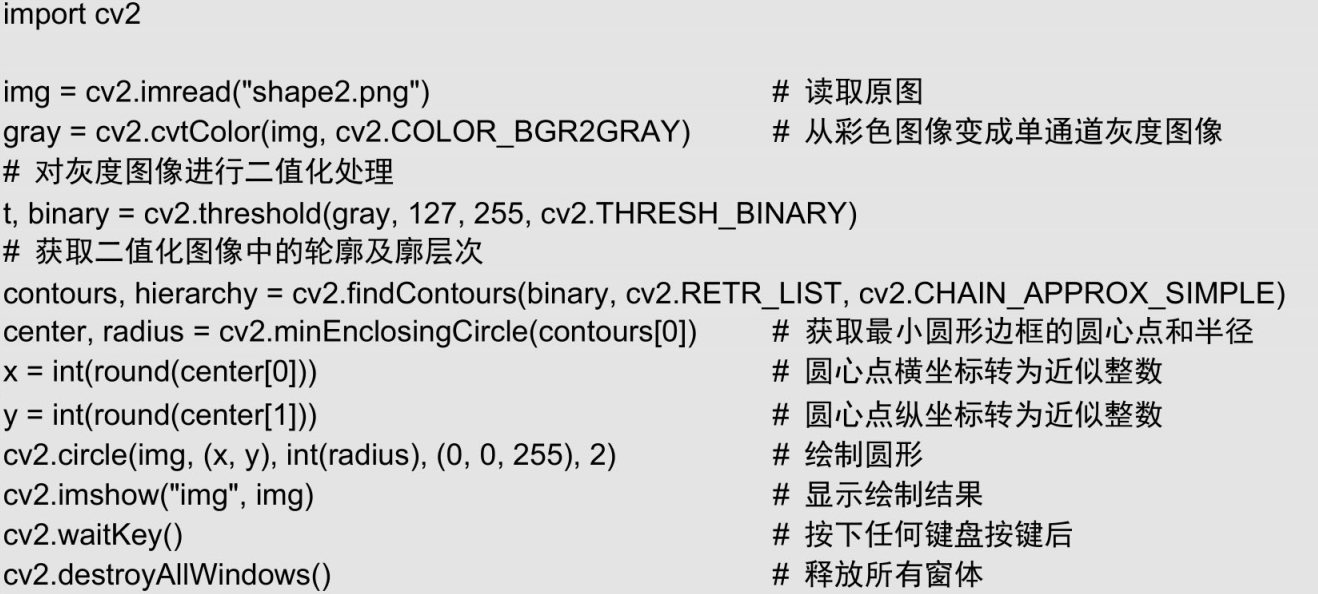 import cv2
img = cv2.imread("shape2.png") # 读取原图
gray = cv2.cvtColor(img, cv2.COLOR_BGR2GRAY) # 从彩色图像变成单通道灰度图像
# 对灰度图像进行二值化处理
t, binary = cv2.threshold(gray, 127, 255, cv2.THRESH_BINARY)
# 获取二值化图像中的轮廓及廓层次
contours, hierarchy = cv2.findContours(binary, cv2.RETR_LIST, cv2.CHAIN_APPROX_SIMPLE)
center, radius = cv2.minEnclosingCircle(contours[0]) # 获取最小圆形边框的圆心点和半径
x = int(round(center[0])) # 圆心点横坐标转为近似整数
y = int(round(center[1])) # 圆心点纵坐标转为近似整数
cv2.circle(img, (x, y), int(radius), (0, 0, 255), 2) # 绘制圆形
cv2.imshow("img", img) # 显示绘制结果
cv2.waitKey() # 按下任何键盘按键后
cv2.destroyAllWindows() # 释放所有窗体